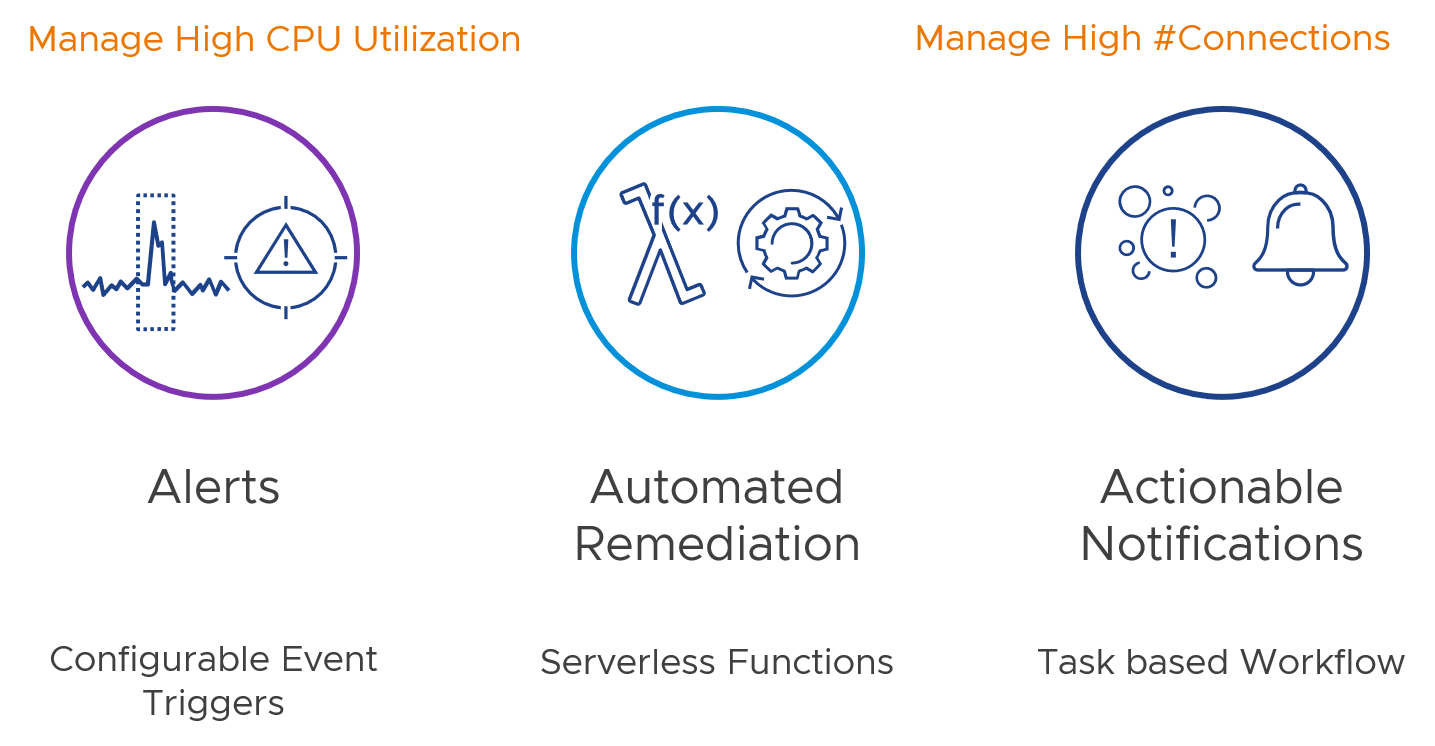 Manage High CPU Utilization
Manage High #Connections
!
f(x)
!
Alerts
Automated
Remediation
Actionable
Notifications
Configurable Event
Triggers
Serverless Functions
Task based Workflow